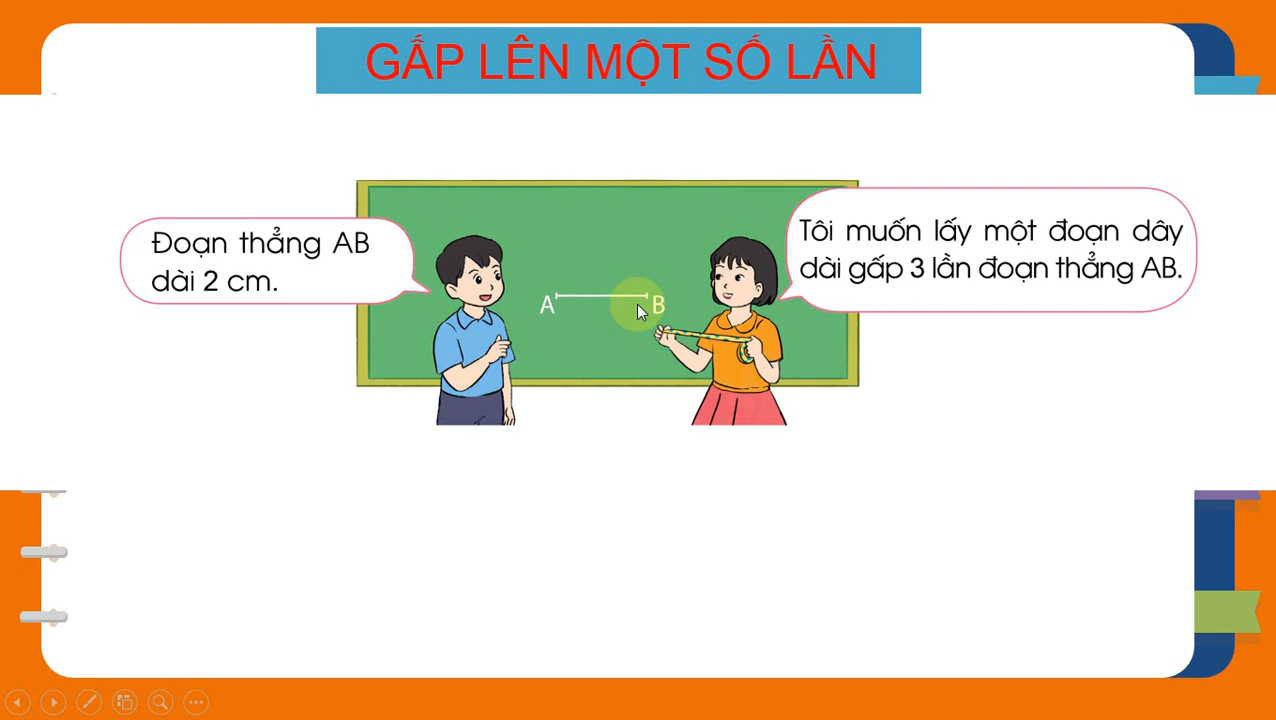 GẤP LÊN MỘT SỐ LẦN
Đoạn thẳng AB
dài 2 cm.
Tôi muốn lấy một đoạn dây
dài gấp 3 lần đoạn thẳng AB.
A B